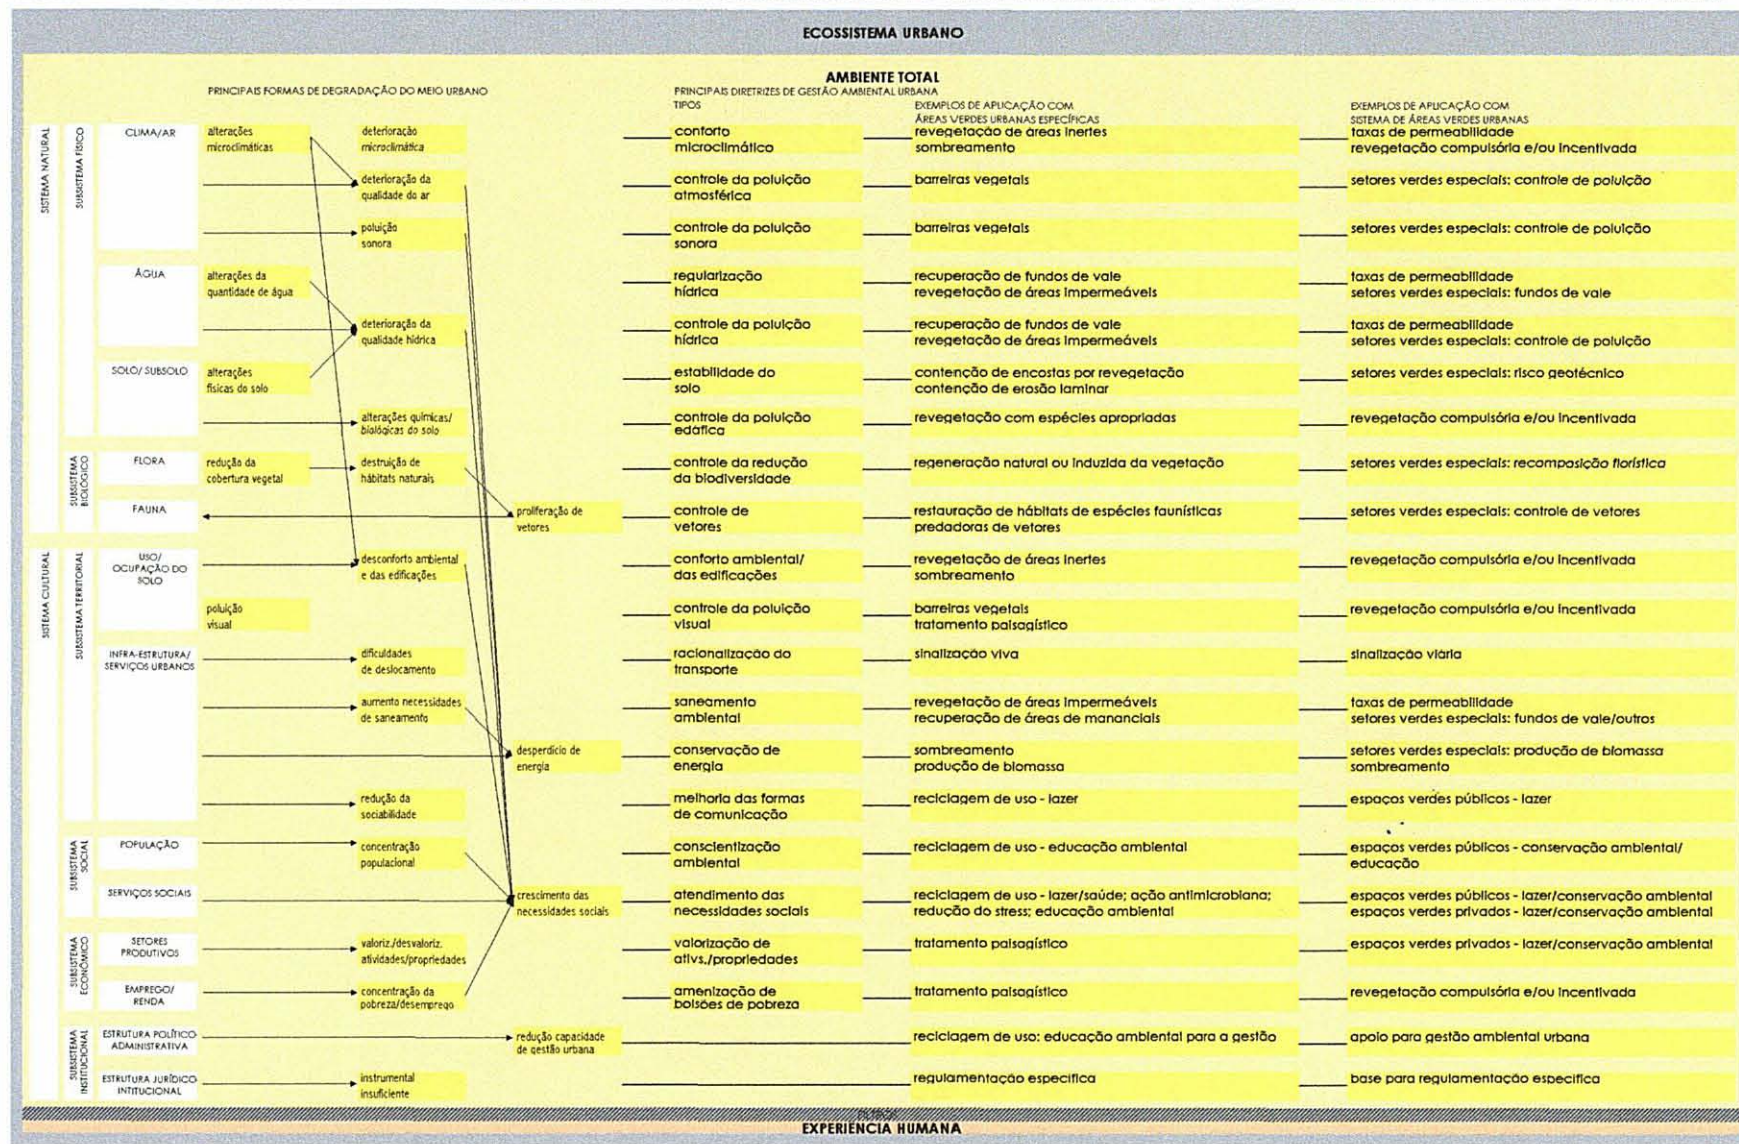 ECOSSISTEMA URBANO
AMBIENTE TOTAL
PRINCIPAIS FORMAS DE DEGRADAÇÃO DO MEIO URBANO
PRINCIPAIS DIRETRIZES DE GESTÃO AMBIENTAL URBANA
TIPOS
EXEMPLOS DE APLICAÇÃO COM
ÁREAS VERDES URBANAS ESPECÍFICAS
EXEMPLOS DE APLICAÇÃO COM
SISTEMA DE ÁREAS VERDES URBANAS
SISTEMA NATURAL
SUBSISTEMA FÍSICO
CLIMA/AR
alterações
microclimáticas
deterioração
microclimática
conforto
microclimático
revegetação de áreas inertes
sombreamento
taxas de permeabilidade
revegetação compulsória e/ou incentivada
deterioração da
qualidade do ar
controle da poluição
atmosférica
barreiras vegetais
setores verdes especiais: controle de poluição
poluição
sonora
controle da poluição
sonora
barreiras vegetais
setores verdes especiais: controle de poluição
ÁGUA
alterações da
quantidade de água
regularização
hídrica
recuperação de fundos de vale
revegetação de áreas impermeáveis
taxas de permeabilidade
setores verdes especiais: fundos de vale
deterioração da
qualidade hídrica
controle da poluição
hídrica
recuperação de fundos de vale
revegetação de áreas impermeáveis
taxas de permeabilidade
setores verdes especiais: controle de poluição
SOLO/ SUBSOLO
alterações
físicas do solo
estabilidade do
solo
contenção de encostas por revegetação
contenção de erosão laminar
setores verdes especiais: risco geotécnico
alterações químicas/
biológicas do solo
controle da poluição
edáfica
revegetação com espécies apropriadas
revegetação compulsória e/ou incentivada
SUBSISTEMA
BIOLÓGICO
FLORA
redução da
cobertura vegetal
destruição de
hábitats naturais
controle da redução
da biodiversidade
regeneração natural ou induzida da vegetação
setores verdes especiais: recomposição florística
FAUNA
proliferação de
vetores
controle de
vetores
restauração de hábitats de espécies faunísticas
predadoras de vetores
setores verdes especiais: controle de vetores
SISTEMA CULTURAL
SUBSISTEMA TERRITORIAL
USO/
OCUPAÇÃO DO
SOLO
desconforto ambiental
e das edificações
conforto ambiental/
das edificações
revegetação de áreas inertes
sombreamento
revegetação compulsória e/ou incentivada
poluição
visual
controle da poluição
visual
barreiras vegetais
tratamento paisagístico
revegetação compulsória e/ou incentivada
INFRA-ESTRUTURA/
SERVIÇOS URBANOS
dificuldades
de deslocamento
racionalização do
transporte
sinalização viva
sinalização viária
aumento necessidades
de saneamento
saneamento
ambiental
revegetação de áreas impermeáveis
recuperação de áreas de mananciais
taxas de permeabilidade
setores verdes especiais: fundos de vale/outros
desperdício de
energia
conservação de
energia
sombreamento
produção de biomassa
setores verdes especiais: produção de biomassa
sombreamento
redução da
sociabilidade
melhoria das formas
de comunicação
reciclagem de uso - lazer
espaços verdes públicos - lazer
SUBSISTEMA
SOCIAL
POPULAÇÃO
concentração
populacional
conscientização
ambiental
reciclagem de uso - educação ambiental
espaços verdes públicos - conservação ambiental/
educação
SERVIÇOS SOCIAIS
crescimento das
necessidades sociais
atendimento das
necessidades sociais
reciclagem de uso - lazer/saúde; ação antimicrobiana;
redução do stress; educação ambiental
espaços verdes públicos - lazer/conservação ambiental
espaços verdes privados - lazer/conservação ambiental
SUBSISTEMA
ECONÔMICO
SETORES
PRODUTIVOS
valoriz./desvaloriz.
atividades/propriedades
valorização de
ativs./propriedades
tratamento paisagístico
espaços verdes privados - lazer/conservação ambiental
EMPREGO/
RENDA
concentração da
pobreza/desemprego
amenização de
bolsões de pobreza
tratamento paisagístico
revegetação compulsória e/ou incentivada
SUBSISTEMA
INSTITUCIONAL
ESTRUTURA POLÍTICO-
ADMINISTRATIVA
redução capacidade
de gestão urbana
reciclagem de uso: educação ambiental para a gestão
apoio para gestão ambiental urbana
ESTRUTURA JURÍDICO
INTITUCIONAL
instrumental
insuficiente
regulamentação específica
base para regulamentação específica
FILTROS
EXPERIÊNCIA HUMANA